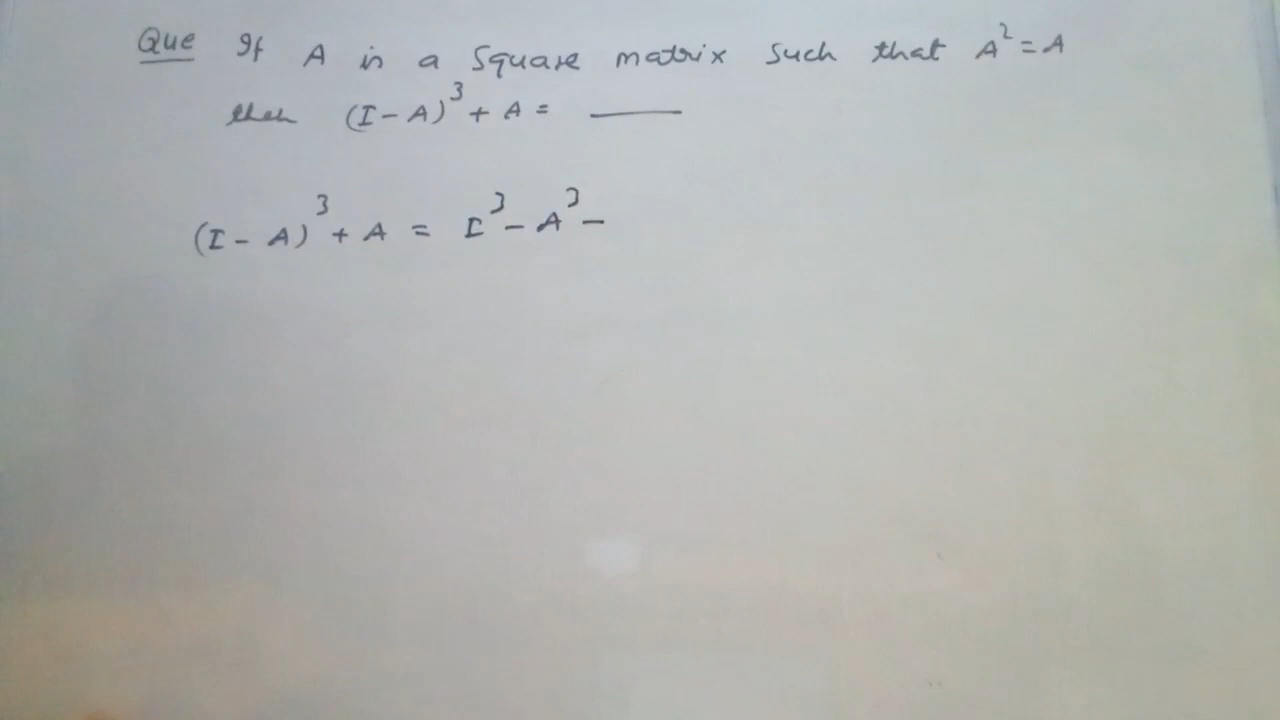 Que If A is a Square matrix such that A² = A
then (I - A)³ + A = ____
(I - A)³ + A = I³ - A³ -